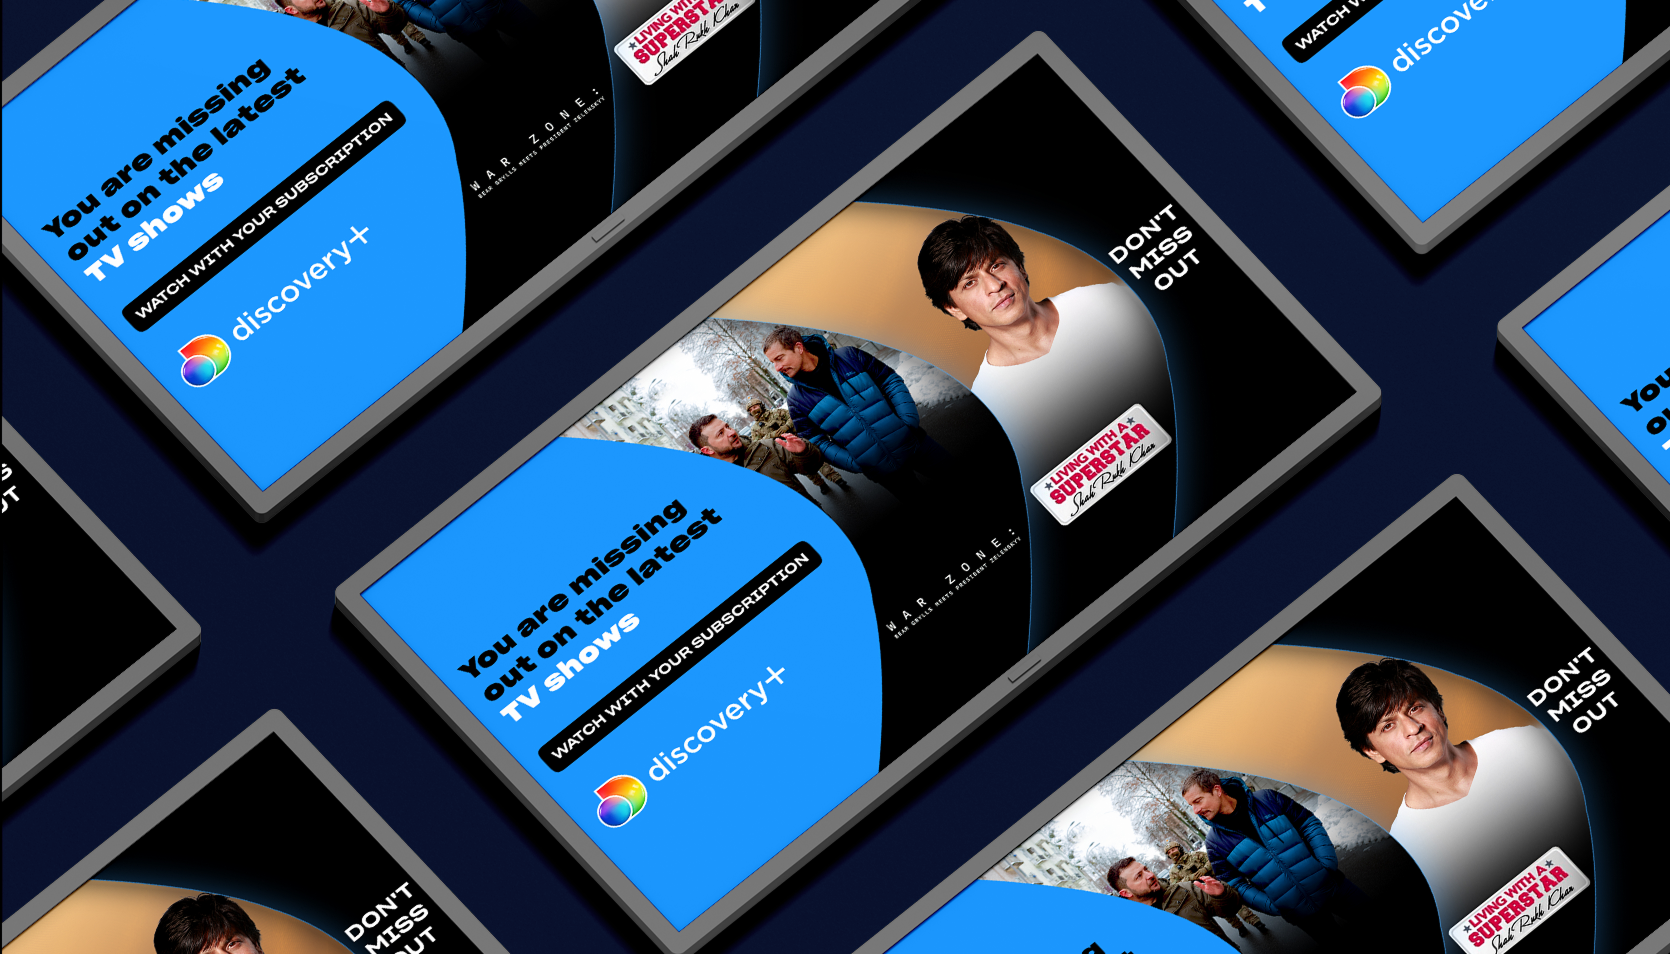 LIVING WITH A
SUPERSTAR
Shah Rukh Khan
WATCH
discove
You are missing
out on the latest
TV shows
WATCH WITH YOUR SUBSCRIPTION
discovery+
WAR ZONE:
BEAR GRYLLS MEETS PRESIDENT ZELENSKYY
DON'T
MISS
OUT
LIVING WITH A
SUPERSTAR
Shah Rukh Khan
You are missing
out on the latest
TV shows
WATCH WITH YOUR SUBSCRIPTION
discovery+
WAR ZONE:
BEAR GRYLLS MEETS PRESIDENT ZELENSKYY
You
DON'T
MISS
OUT
LIVING WITH A
SUPERSTAR
Shah Rukh Khan
DON'T
MISS
OUT